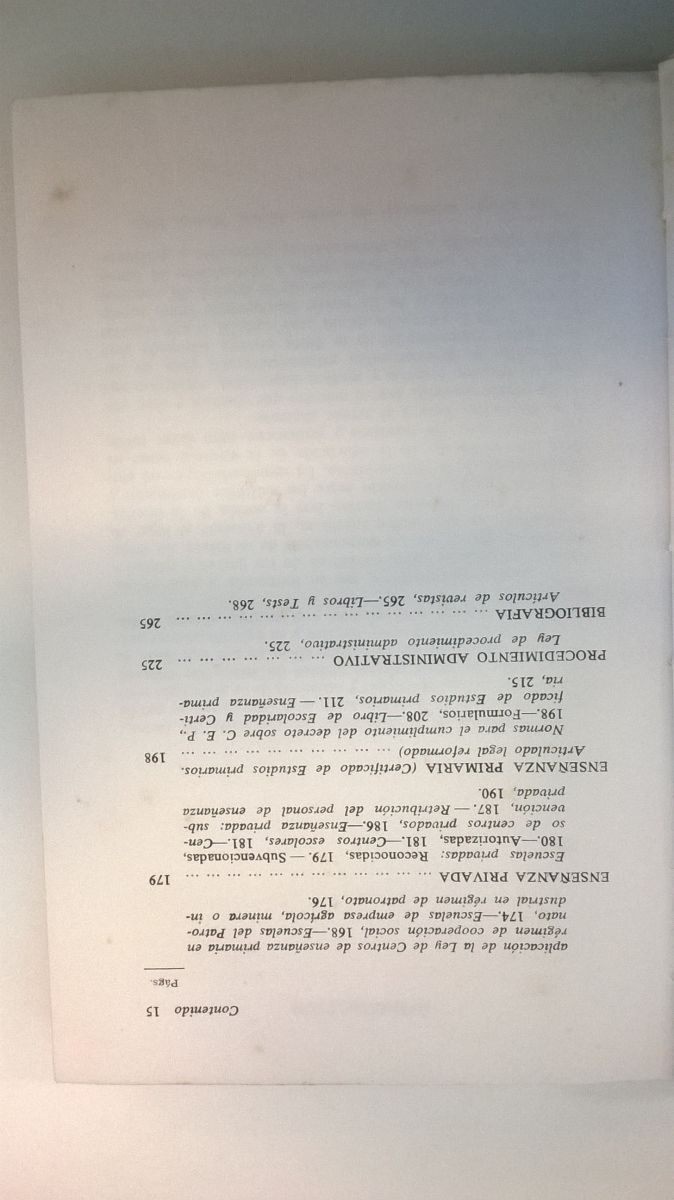 Contenido 15
Págs.
aplicación de la Ley de Centros de enseñanza primaria en
régimen de cooperación social, 168.—Escuelas del Patro-
nato, 174.—Escuelas de empresa agrícola, minera o in-
dustrial en régimen de patronato, 176.
ENSEÑANZA PRIVADA ... ... ... ... ... ... ... ... ... ... ... ... 179
Escuelas privadas: Reconocidas, 179. — Subvencionadas,
180.—Autorizadas, 181.—Centros escolares, 181.—Cen-
so de centros privados, 186.—Enseñanza privada: sub-
vención, 187. — Retribución del personal de enseñanza
privada, 190.
ENSEÑANZA PRIMARIA (Certificado de Estudios primarios.
Articulado legal reformado) ... ... ... ... ... ... ... ... ... ... 198
Normas para el cumplimiento del decreto sobre C. E. P.,
198.—Formularios, 208.—Libro de Escolaridad y Certi-
ficado de Estudios primarios, 211. — Enseñanza prima-
ria, 215.
PROCEDIMIENTO ADMINISTRATIVO ... ... ... ... ... ... ... 225
Ley de procedimiento administrativo, 225.
BIBLIOGRAFIA ... ... ... ... ... ... ... ... ... ... ... ... ... ... ... 265
Artículos de revistas, 265.—Libros y Tests, 268.